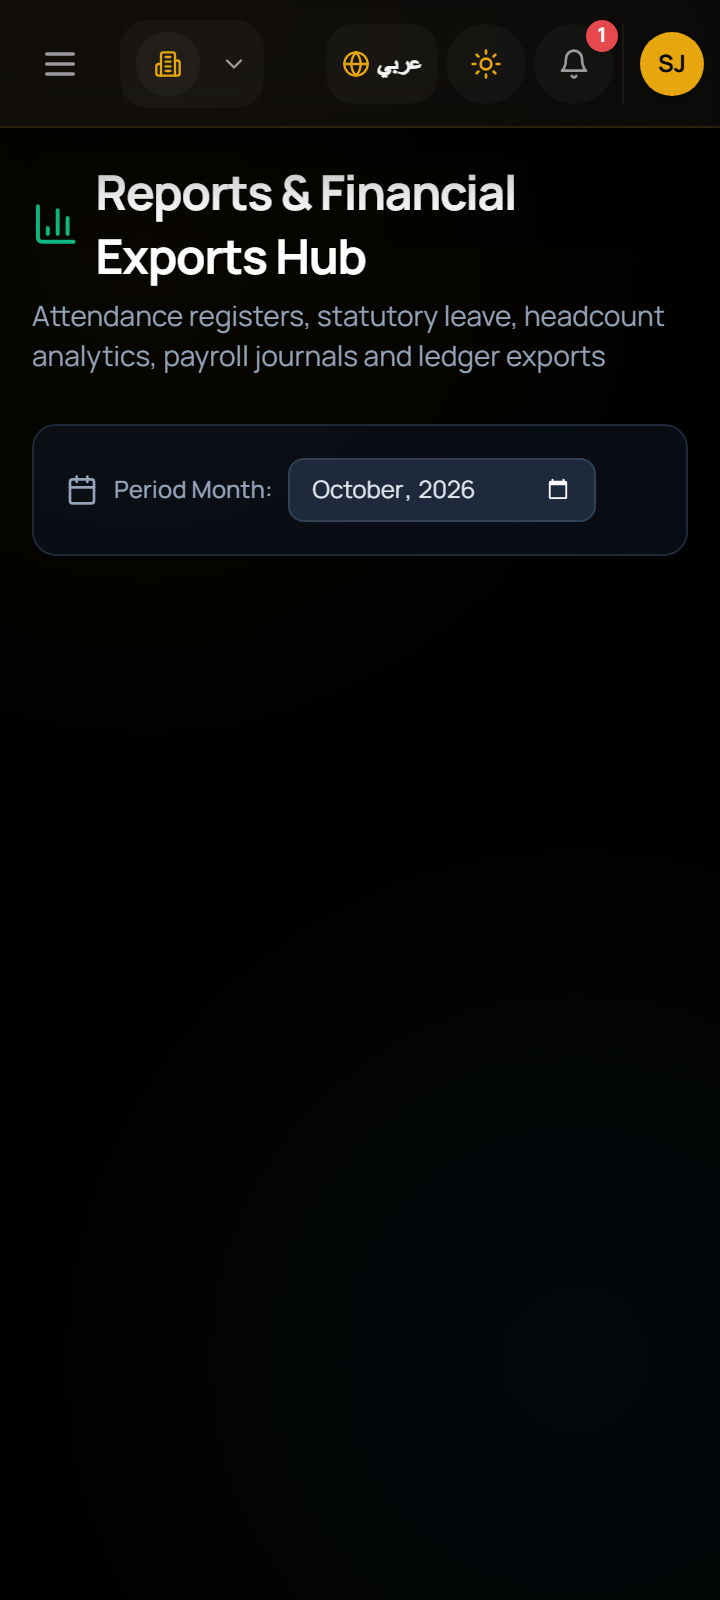 عربي
1
SJ
Reports & Financial
Exports Hub
Attendance registers, statutory leave, headcount
analytics, payroll journals and ledger exports
Period Month: October, 2026